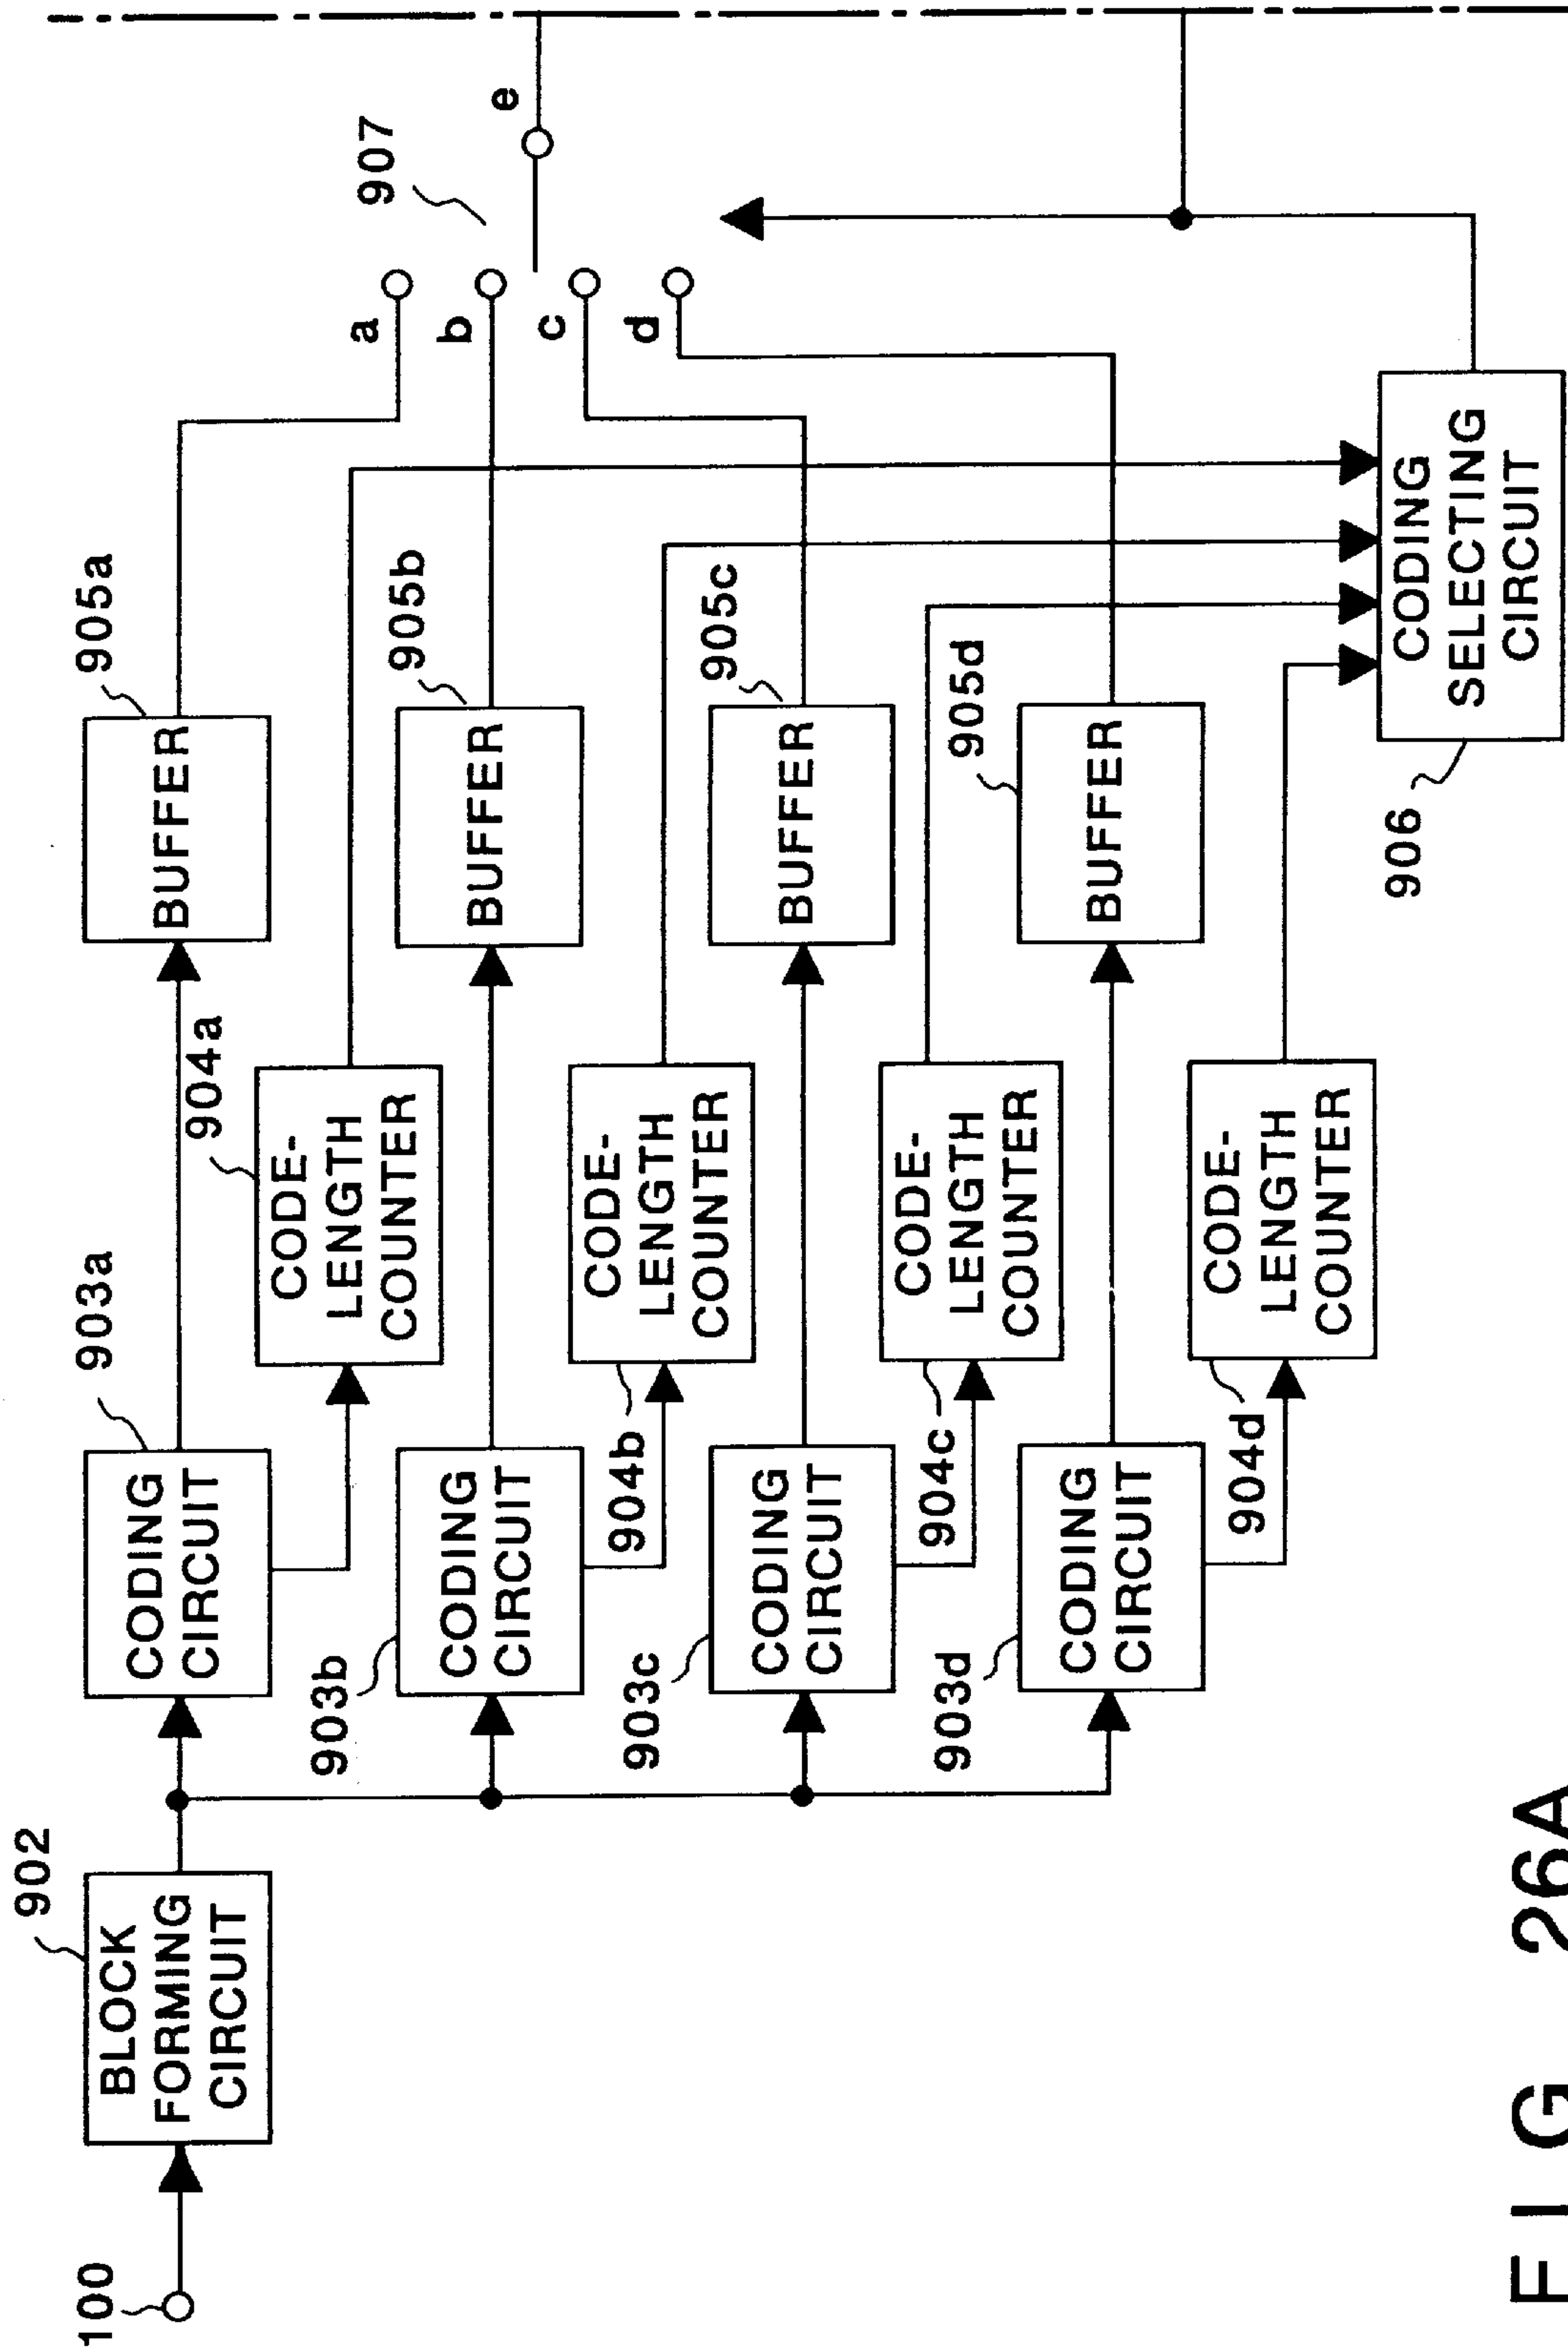 100
902
BLOCK
FORMING
CIRCUIT
903a
CODING
CIRCUIT
904a
CODE-
LENGTH
COUNTER
905a
BUFFER
903b
CODING
CIRCUIT
904b
CODE-
LENGTH
COUNTER
905b
BUFFER
903c
CODING
CIRCUIT
904c
CODE-
LENGTH
COUNTER
905c
BUFFER
903d
CODING
CIRCUIT
904d
CODE-
LENGTH
COUNTER
905d
BUFFER
906
CODING
SELECTING
CIRCUIT
907
a
b
c
d
e
FIG 26A